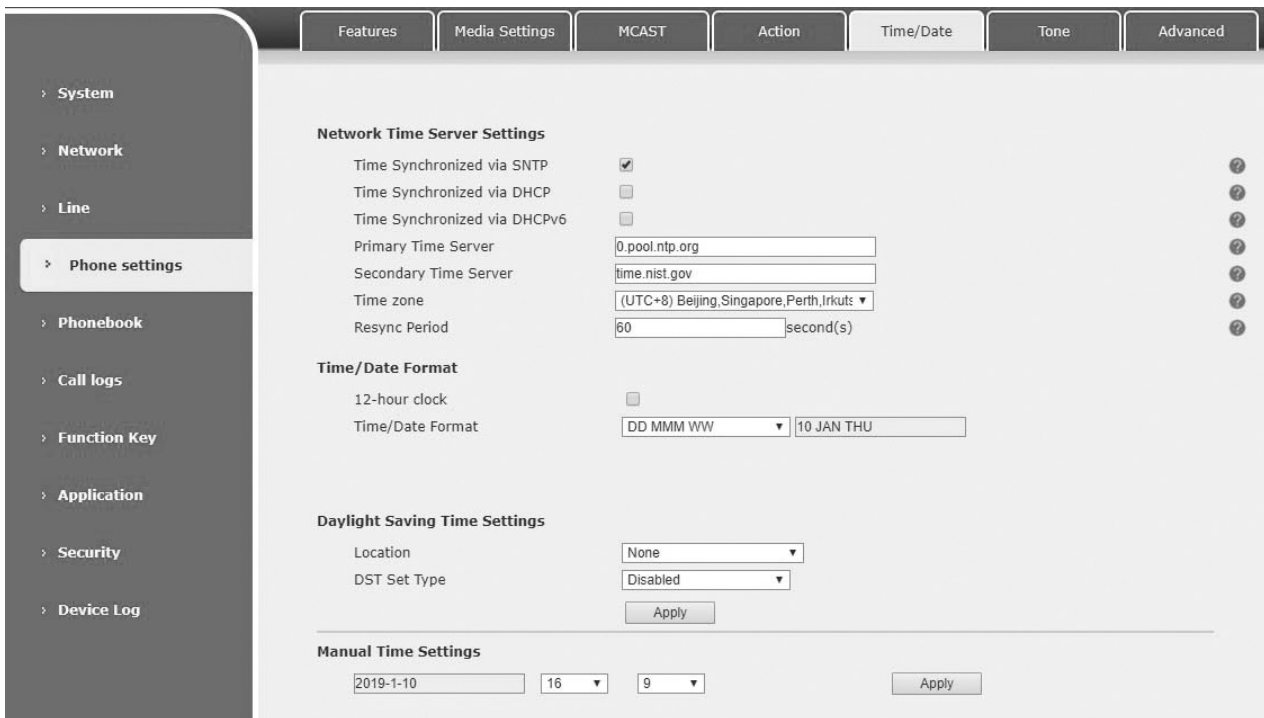 Features Media Settings MCAST Action Time/Date Tone Advanced
System
Network
Line
Phone settings
Phonebook
Call logs
Function Key
Application
Security
Device Log
Network Time Server Settings
Time Synchronized via SNTP
Time Synchronized via DHCP
Time Synchronized via DHCPv6
Primary Time Server 0.pool.ntp.org
Secondary Time Server time.nist.gov
Time zone (UTC+8) Beijing,Singapore,Perth,Irkuts
Resync Period 60 second(s)
Time/Date Format
12-hour clock
Time/Date Format DD MMM WW 10 JAN THU
Daylight Saving Time Settings
Location None
DST Set Type Disabled
Apply
Manual Time Settings
2019-1-10 16 9 Apply